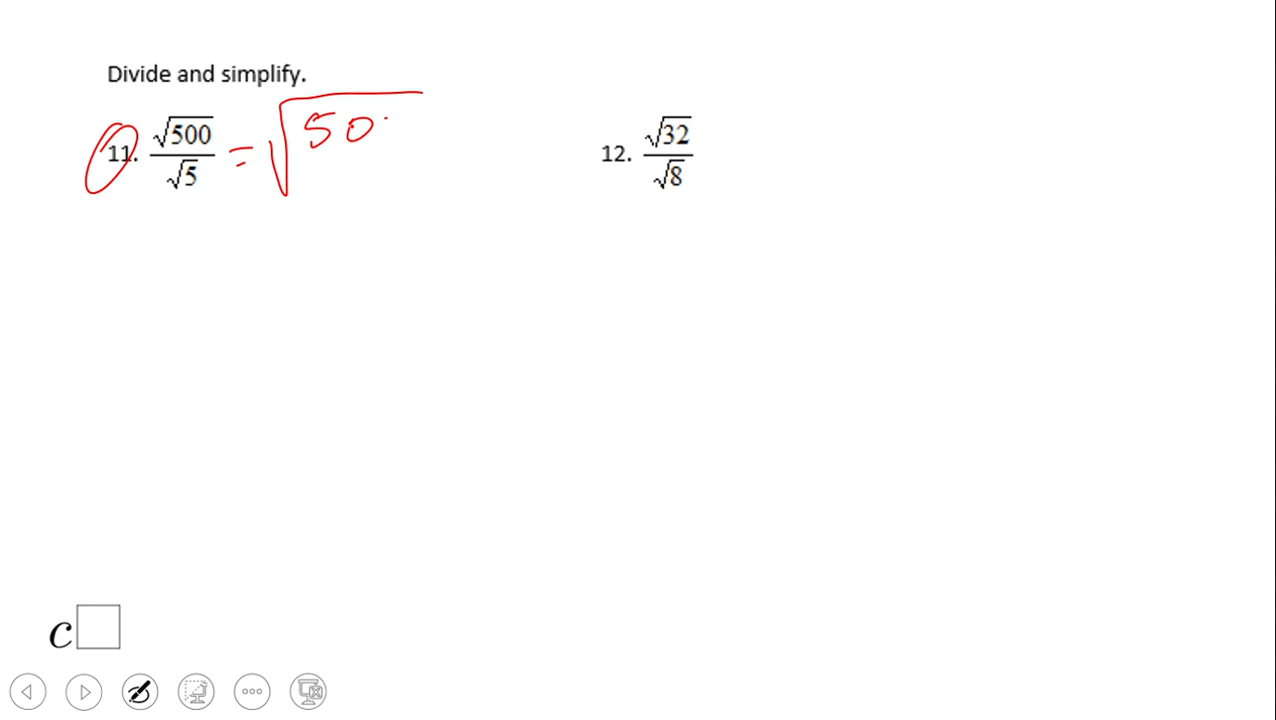 Divide and simplify.
11. √500 / √5 = √50
12. √32 / √8
c